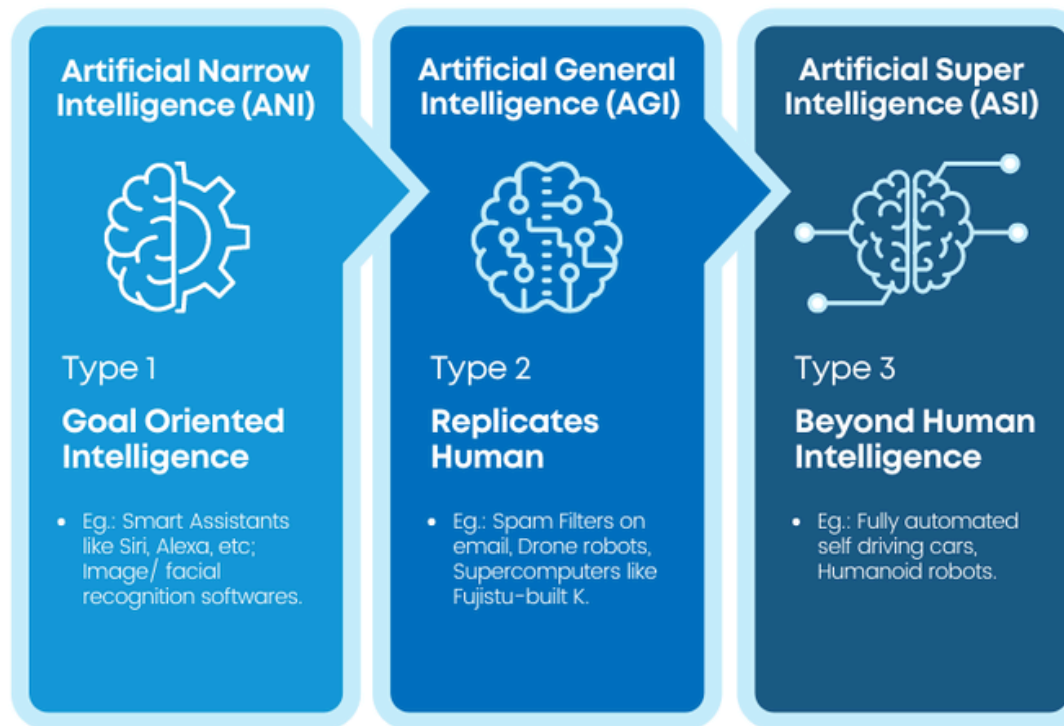 Artificial Narrow
Intelligence (ANI)
Type 1
Goal Oriented
Intelligence
• Eg.: Smart Assistants
like Siri, Alexa, etc;
Image/ facial
recognition softwares.
Artificial General
Intelligence (AGI)
Type 2
Replicates
Human
• Eg.: Spam Filters on
email, Drone robots,
Supercomputers like
Fujistu-built K.
Artificial Super
Intelligence (ASI)
Type 3
Beyond Human
Intelligence
• Eg.: Fully automated
self driving cars,
Humanoid robots.